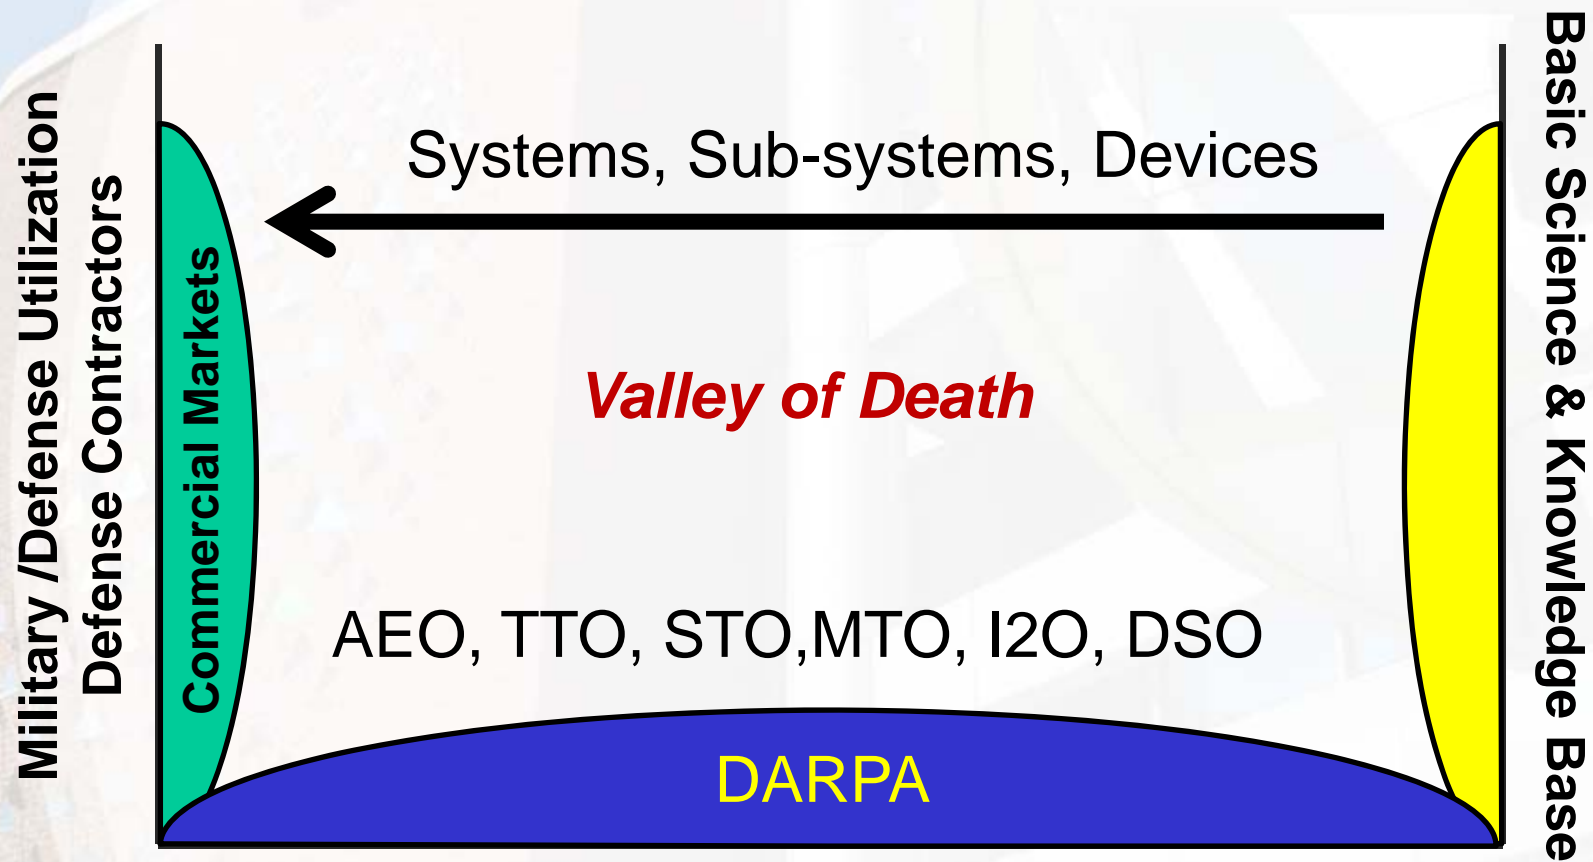 Military /Defense Utilization
Defense Contractors
Commercial Markets
Systems, Sub-systems, Devices
Valley of Death
AEO, TTO, STO,MTO, I2O, DSO
DARPA
Basic Science & Knowledge Base